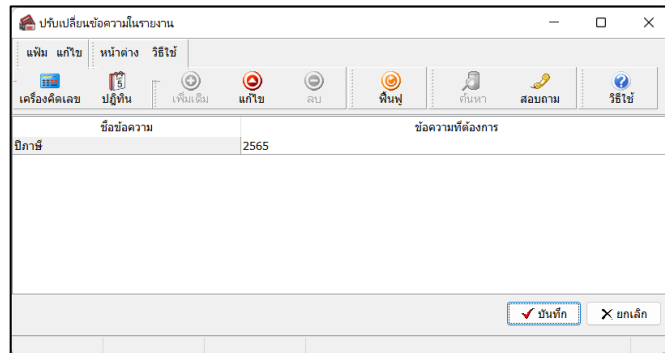 ปรับเปลี่ยนข้อความในรายงาน
แฟ้ม แก้ไข หน้าต่าง วิธีใช้
เครื่องคิดเลข ปฏิทิน เพิ่มเติม แก้ไข ลบ ฟื้นฟู ค้นหา สอบถาม วิธีใช้
ชื่อข้อความ ข้อความที่ต้องการ
ปีภาษี 2565
บันทึก ยกเลิก